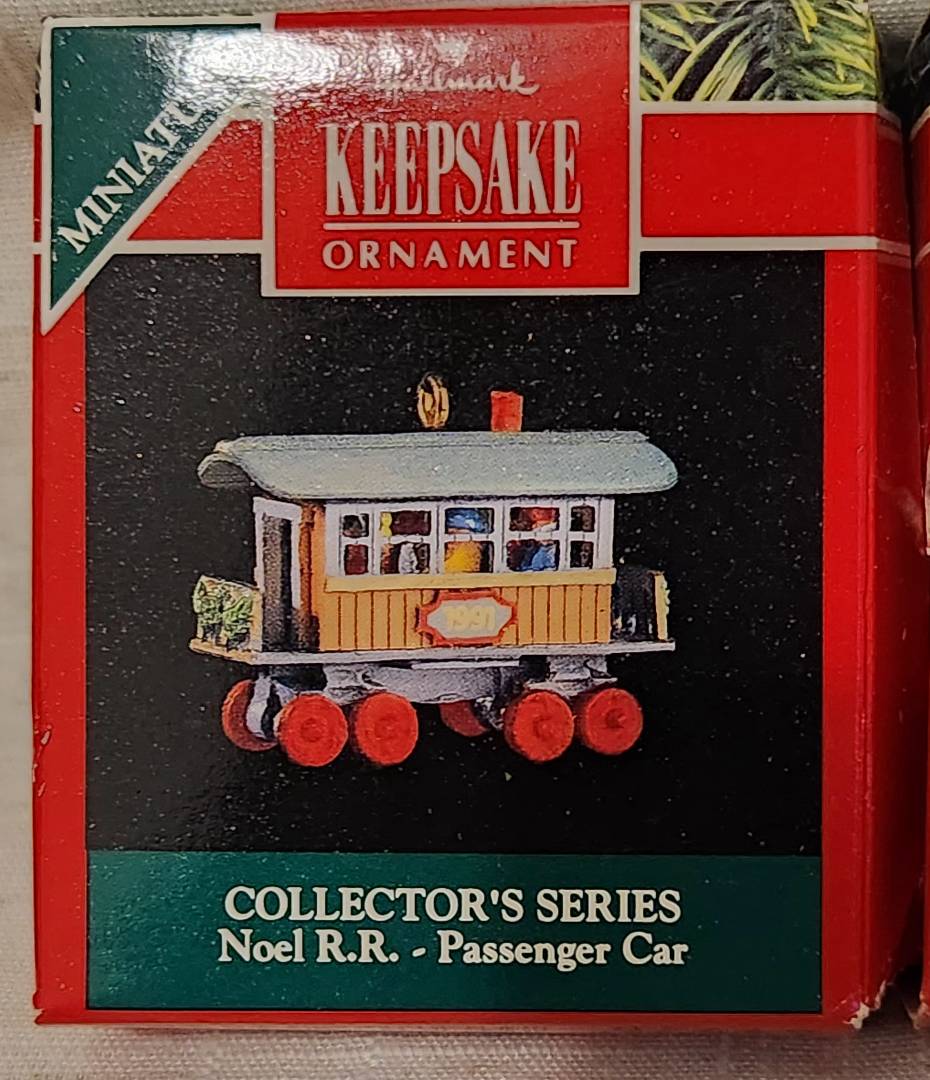 Hallmark
KEEPSAKE
ORNAMENT
1991
COLLECTOR'S SERIES
Noel R.R. - Passenger Car